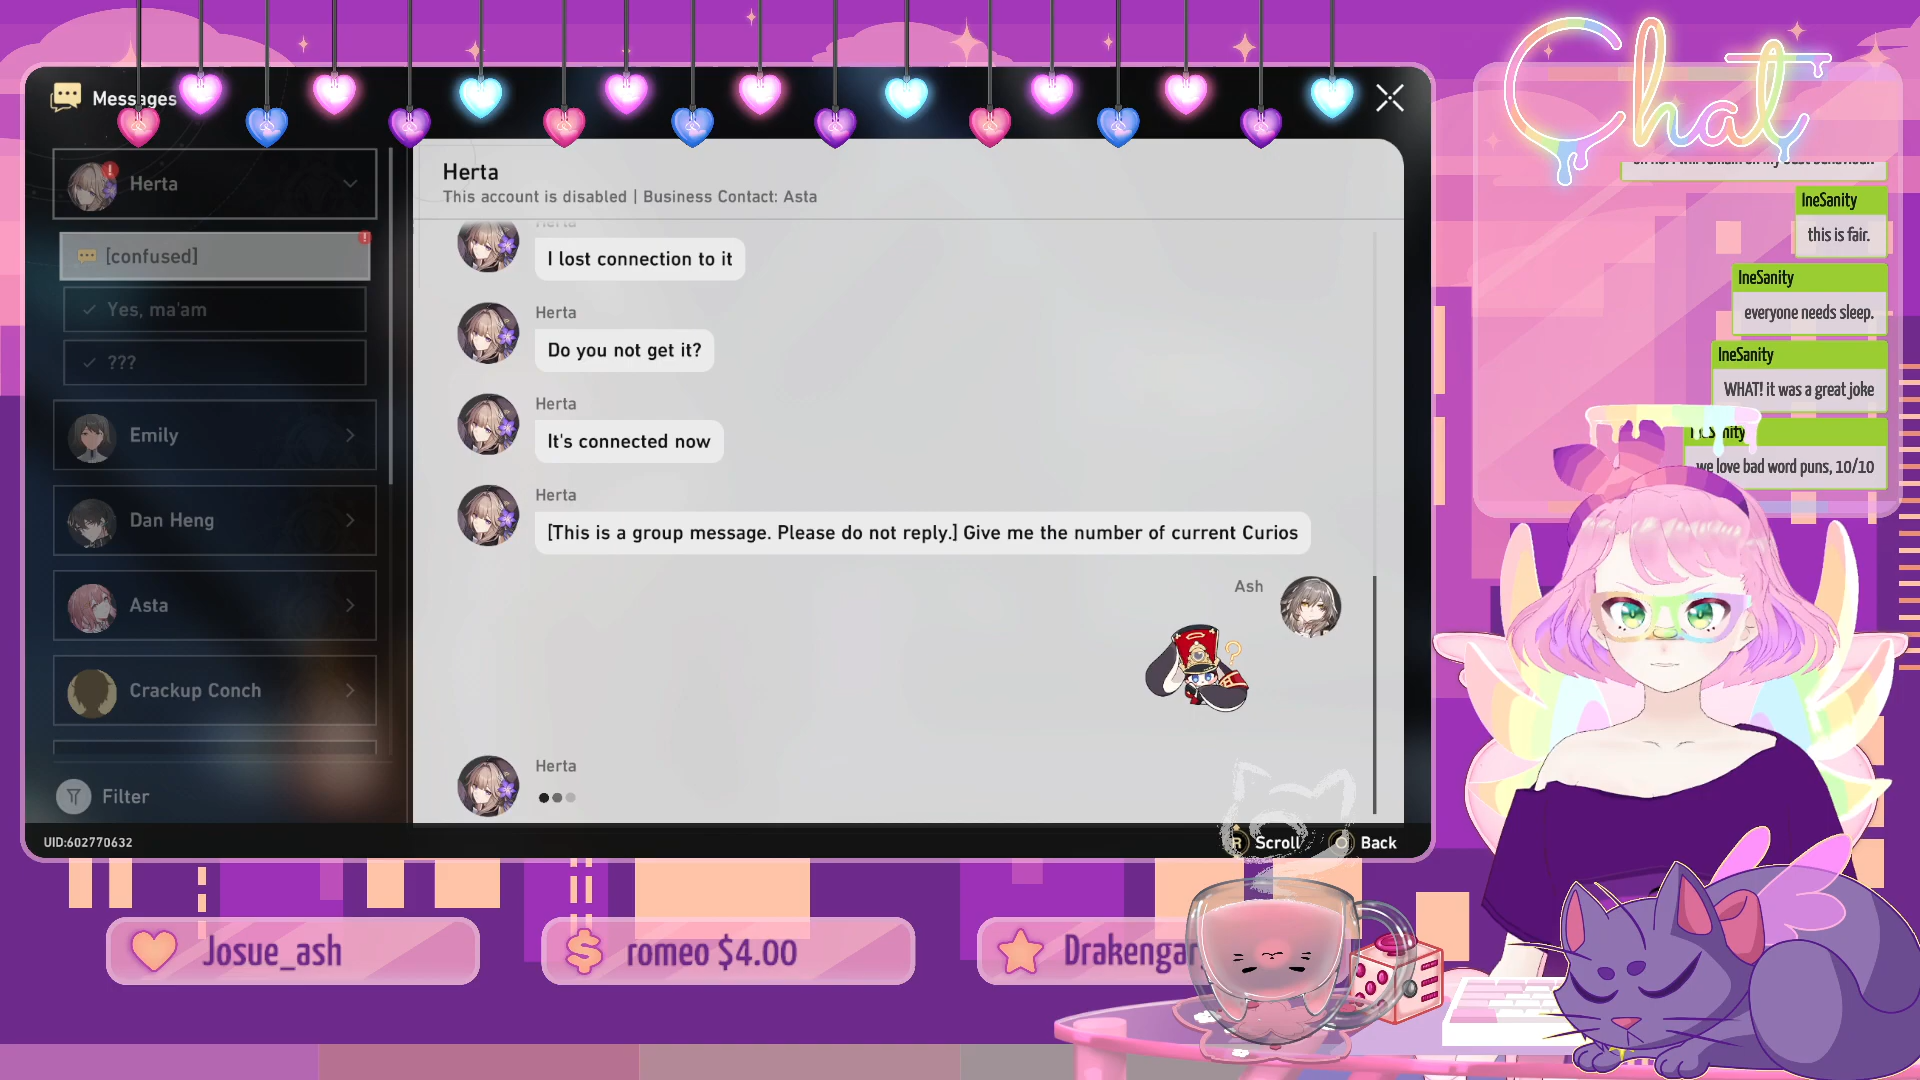 Messages
Herta
[confused]
Yes, ma'am
???
Emily
Dan Heng
Asta
Crackup Conch
Filter
UID:602770632
Herta
This account is disabled | Business Contact: Asta
Herta
I lost connection to it
Herta
Do you not get it?
Herta
It's connected now
Herta
[This is a group message. Please do not reply.] Give me the number of current Curios
Ash
Herta
R Scroll
Back
Chat
IneSanity
this is fair.
IneSanity
everyone needs sleep.
IneSanity
WHAT! it was a great joke
IneSanity
we love bad word puns, 10/10
Josue_ash
romeo $4.00
Drakengar